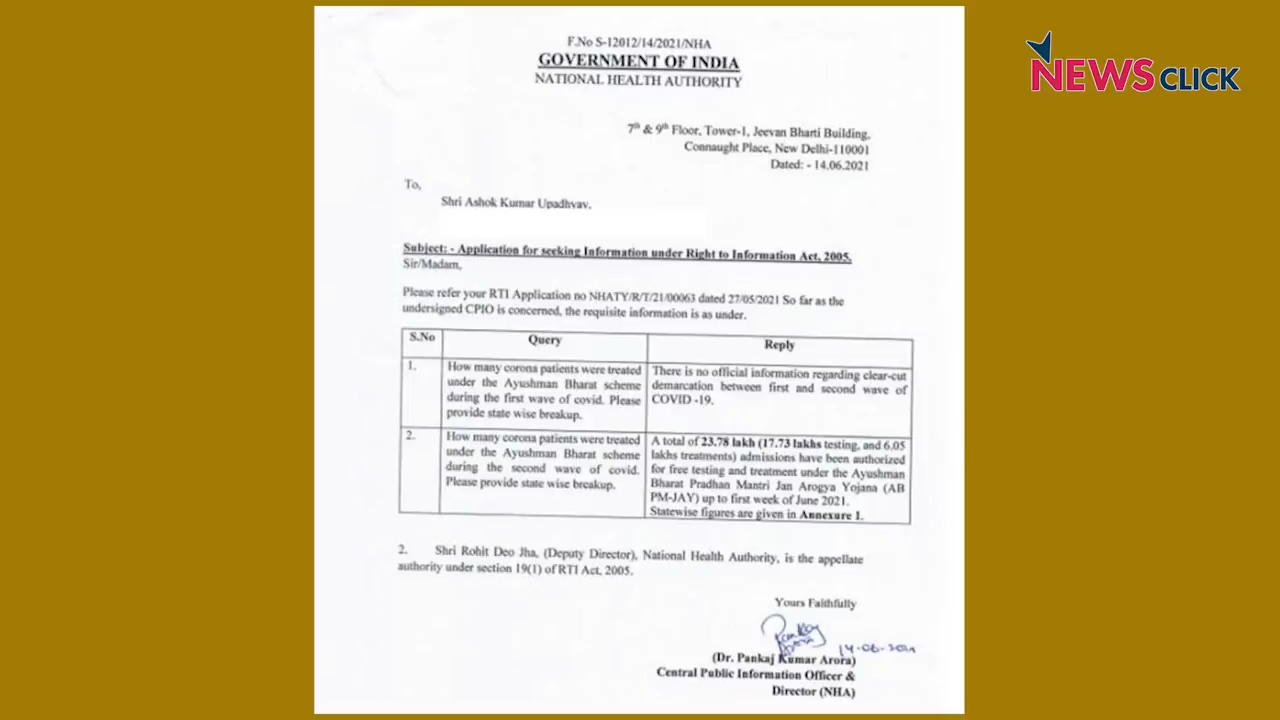 F.No S-12012/14/2021/NHA
GOVERNMENT OF INDIA
NATIONAL HEALTH AUTHORITY
NEWSCLICK
7th & 9th Floor, Tower-1, Jeevan Bharti Building,
Connaught Place, New Delhi-110001
Dated: - 14.06.2021
To,
Shri Ashok Kumar Upadhyay,
Subject: - Application for seeking Information under Right to Information Act, 2005.
Sir/Madam,
Please refer your RTI Application no NHATY/R/T/21/00063 dated 27/05/2021 So far as the
undersigned CPIO is concerned, the requisite information is as under.
S.No
Query
Reply
1.
How many corona patients were treated
under the Ayushman Bharat scheme
during the first wave of covid. Please
provide state wise breakup.
There is no official information regarding clear-cut
demarcation between first and second wave of
COVID -19.
2.
How many corona patients were treated
under the Ayushman Bharat scheme
during the second wave of covid.
Please provide state wise breakup.
A total of 23.78 lakh (17.73 lakhs testing, and 6.05
lakhs treatments) admissions have been authorized
for free testing and treatment under the Ayushman
Bharat Pradhan Mantri Jan Arogya Yojana (AB
PM-JAY) up to first week of June 2021.
Statewise figures are given in Annexure 1.
2. Shri Rohit Deo Jha, (Deputy Director), National Health Authority, is the appellate
authority under section 19(1) of RTI Act, 2005.
Yours Faithfully
14-06-2021
(Dr. Pankaj Kumar Arora)
Central Public Information Officer &
Director (NHA)